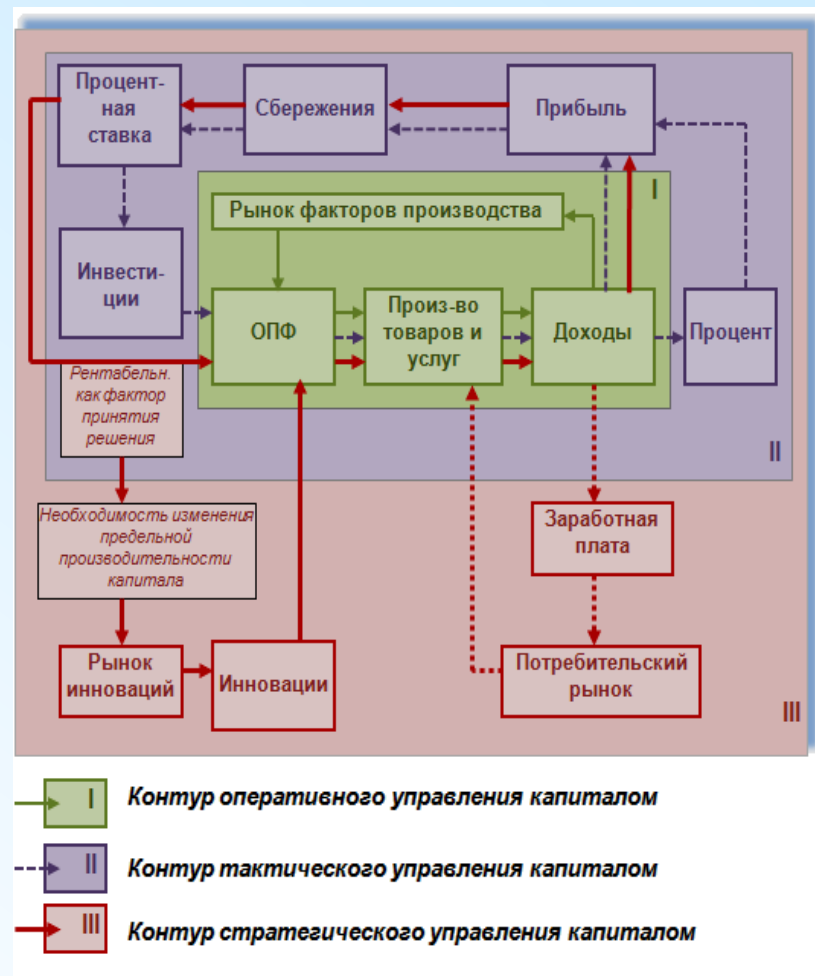 Процент-
ная
ставка
Сбережения
Прибыль
I
Рынок факторов производства
Инвести-
ции
ОПФ
Произ-во
товаров и
услуг
Доходы
Процент
Рентабельн.
как фактор
принятия
решения
II
Необходимость изменения
предельной
производительности
капитала
Заработная
плата
Рынок
инноваций
Инновации
Потребительский
рынок
III
I
Контур оперативного управления капиталом
II
Контур тактического управления капиталом
III
Контур стратегического управления капиталом